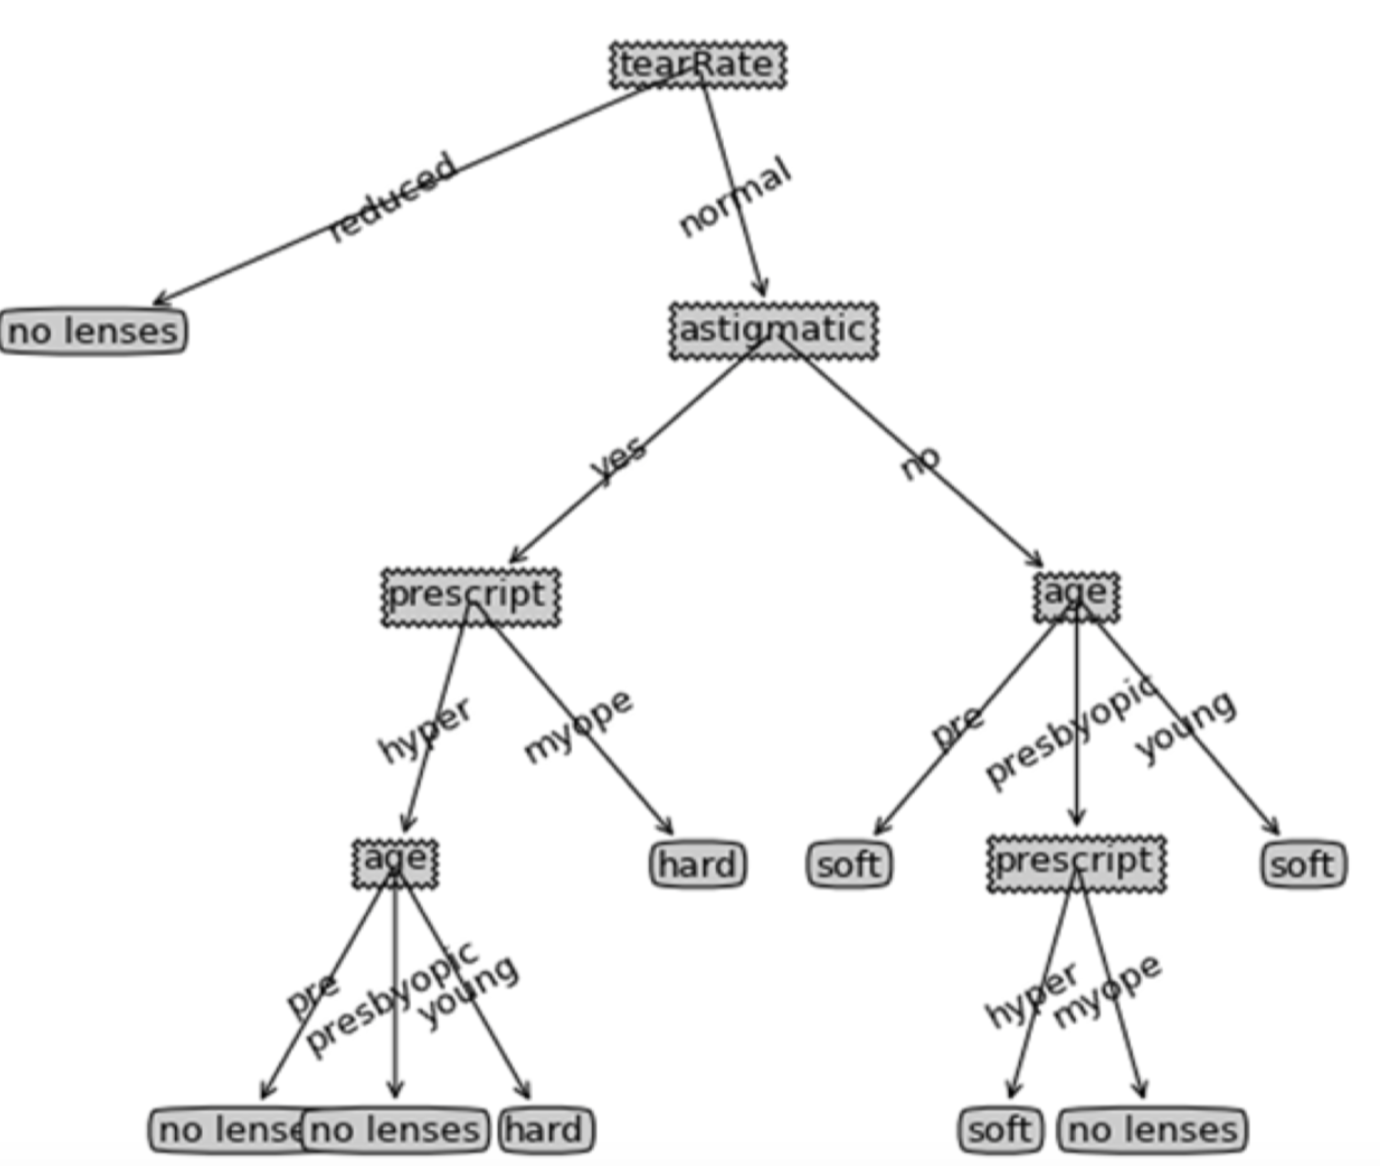 tearRate
reduced
normal
no lenses
astigmatic
yes
no
prescript
age
hyper
myope
pre
presbyopic
young
age
hard
soft
prescript
soft
pre
presbyopic
young
hyper
myope
no lense
no lenses
hard
soft
no lenses